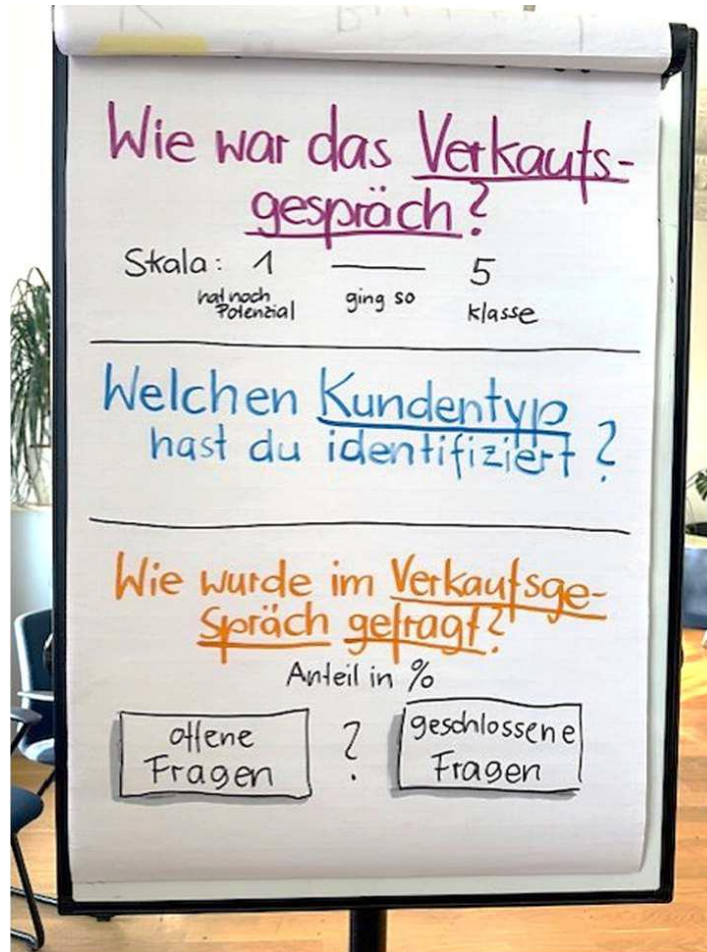 Wie war das Verkaufs-
gespräch?
Skala: 1 —— 5
hat noch
Potenzial
ging so
klasse
Welchen Kundentyp
hast du identifiziert?
Wie wurde im Verkaufsge-
spräch gefragt?
Anteil in %
offene
Fragen
?
geschlossene
Fragen